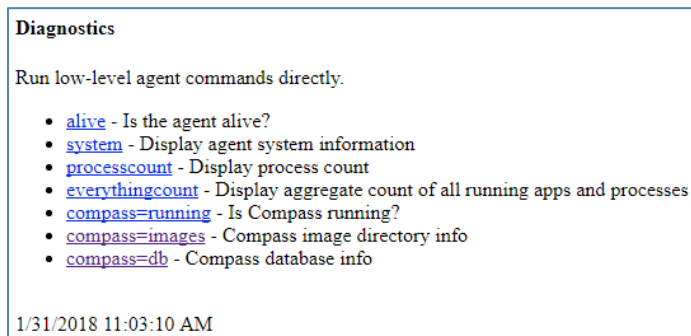 Diagnostics
Run low-level agent commands directly.
alive - Is the agent alive?
system - Display agent system information
processcount - Display process count
everythingcount - Display aggregate count of all running apps and processes
compass=running - Is Compass running?
compass=images - Compass image directory info
compass=db - Compass database info
1/31/2018 11:03:10 AM